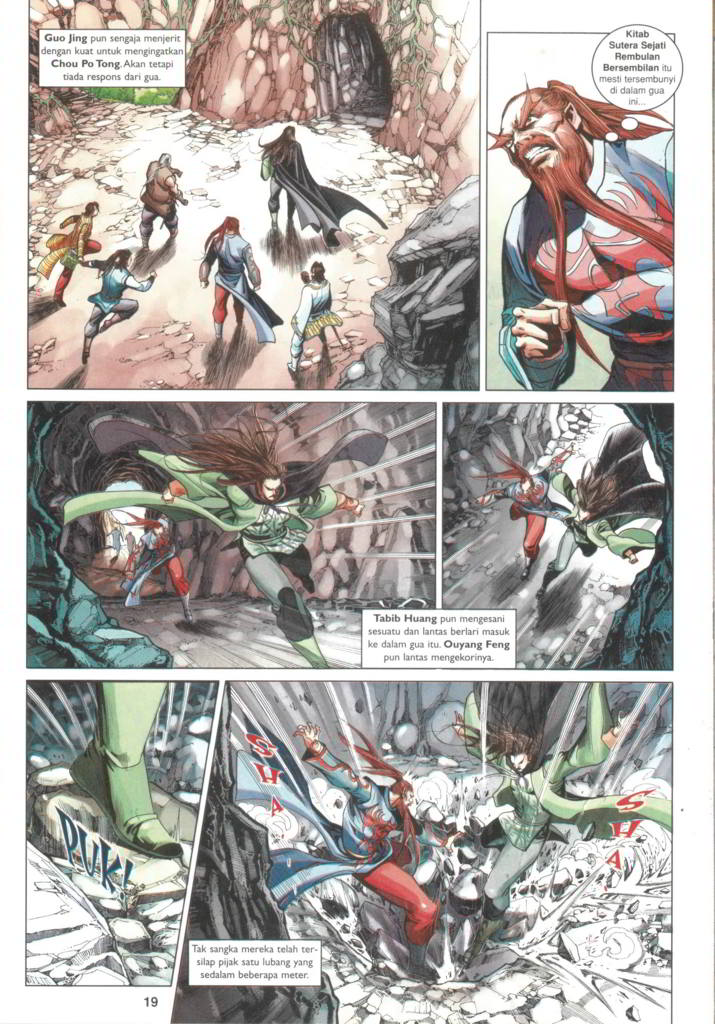 Guo Jing pun sengaja menjerit
dengan kuat untuk mengingatkan
Chou Po Tong. Akan tetapi
tiada respons dari gua.
Kitab
Sutera Sejati
Rembulan
Bersembilan itu
mesti tersembunyi
di dalam gua
ini...
Tabib Huang pun mengesani
sesuatu dan lantas berlari masuk
ke dalam gua itu. Ouyang Feng
pun lantas mengekorinya.
PUK!
SHA
SHA
Tak sangka mereka telah ter-
silap pijak satu lubang yang
sedalam beberapa meter.
19